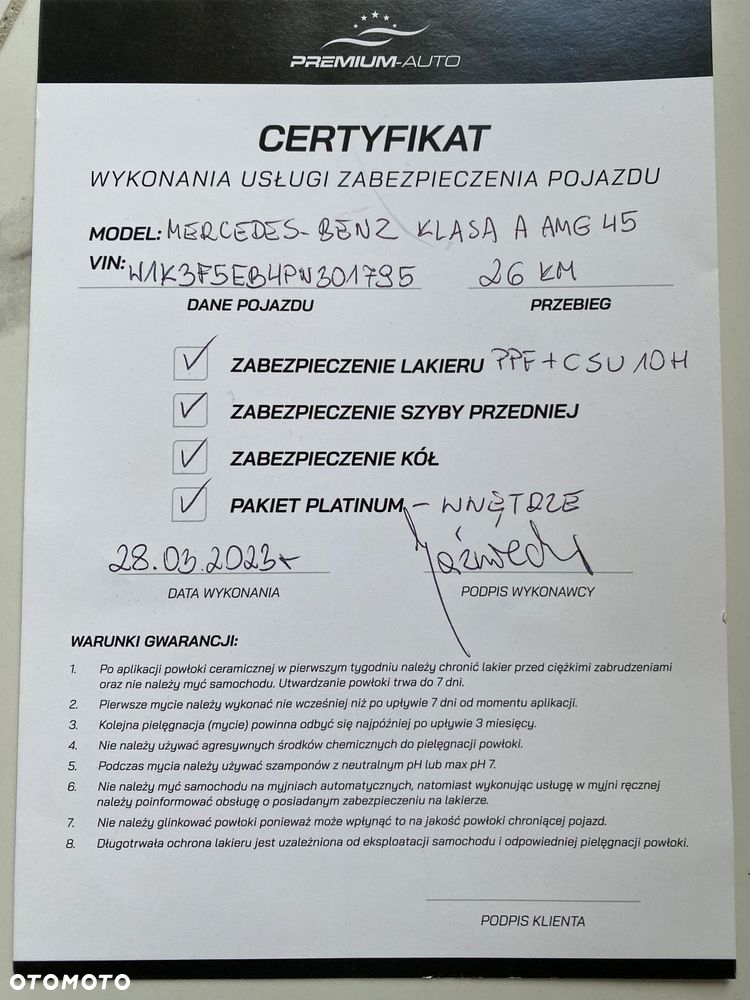 PREMIUM-AUTO
CERTYFIKAT
WYKONANIA USŁUGI ZABEZPIECZENIA POJAZDU
MODEL: MERCEDES-BENZ KLASA A AMG 45
VIN: W1K3F5EB4PN301795 26 KM
DANE POJAZDU PRZEBIEG
ZABEZPIECZENIE LAKIERU PPF + CSU 10H
ZABEZPIECZENIE SZYBY PRZEDNIEJ
ZABEZPIECZENIE KÓŁ
PAKIET PLATINUM - WNĘTRZE
28.03.2023r
DATA WYKONANIA PODPIS WYKONAWCY
WARUNKI GWARANCJI:
1. Po aplikacji powłoki ceramicznej w pierwszym tygodniu należy chronić lakier przed ciężkimi zabrudzeniami
oraz nie należy myć samochodu. Utwardzanie powłoki trwa do 7 dni.
2. Pierwsze mycie należy wykonać nie wcześniej niż po upływie 7 dni od momentu aplikacji.
3. Kolejna pielęgnacja (mycie) powinna odbyć się najpóźniej po upływie 3 miesięcy.
4. Nie należy używać agresywnych środków chemicznych do pielęgnacji powłoki.
5. Podczas mycia należy używać szamponów z neutralnym pH lub max pH 7.
6. Nie należy myć samochodu na myjniach automatycznych, natomiast wykonując usługę w myjni ręcznej
należy poinformować obsługę o posiadanym zabezpieczeniu na lakierze.
7. Nie należy glinkować powłoki ponieważ może wpłynąć to na jakość powłoki chroniącej pojazd.
8. Długotrwała ochrona lakieru jest uzależniona od eksploatacji samochodu i odpowiedniej pielęgnacji powłoki.
PODPIS KLIENTA
OTOMOTO